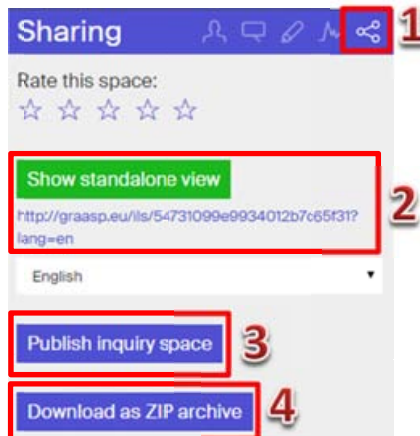 Sharing 1
Rate this space:
Show standalone view
http://graasp.eu/ils/54731099e9934012b7c65f31?
lang=en
2
English
Publish inquiry space 3
Download as ZIP archive 4